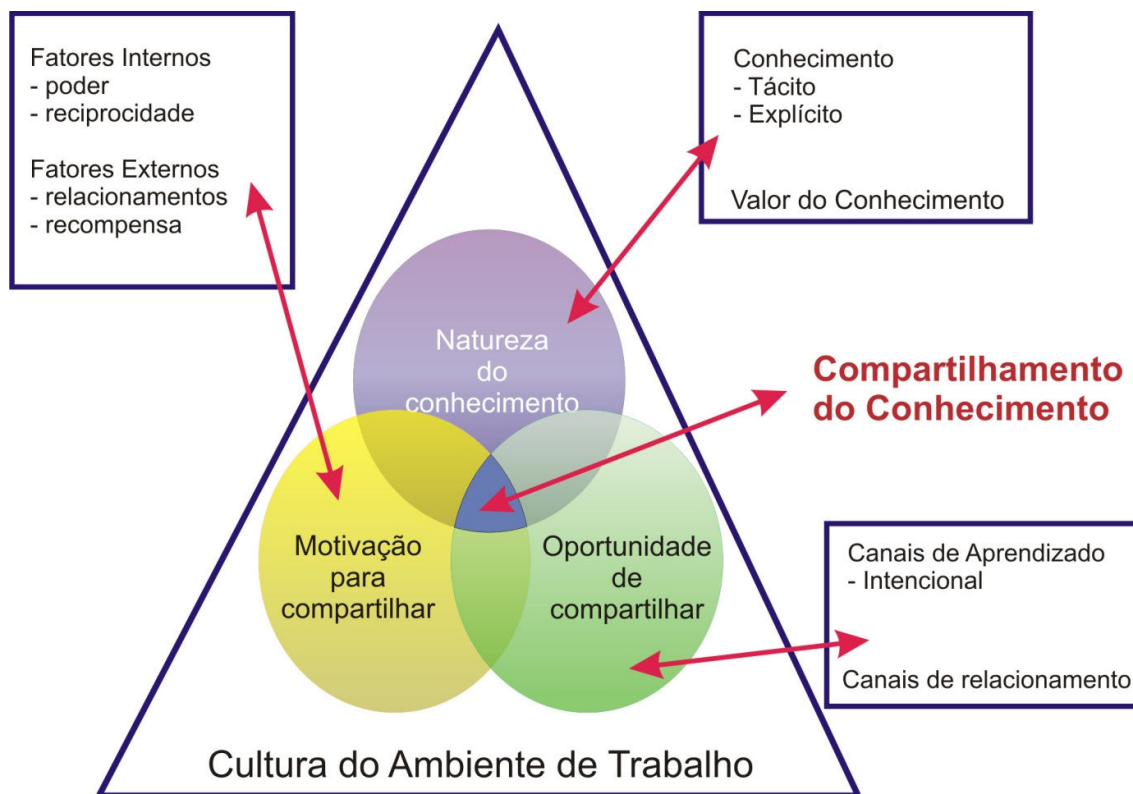 Fatores Internos
- poder
- reciprocidade
Fatores Externos
- relacionamentos
- recompensa
Conhecimento
- Tácito
- Explícito
Valor do Conhecimento
Natureza
do
conhecimento
Compartilhamento
do Conhecimento
Motivação
para
compartilhar
Oportunidade
de
compartilhar
Canais de Aprendizado
- Intencional
Canais de relacionamento
Cultura do Ambiente de Trabalho